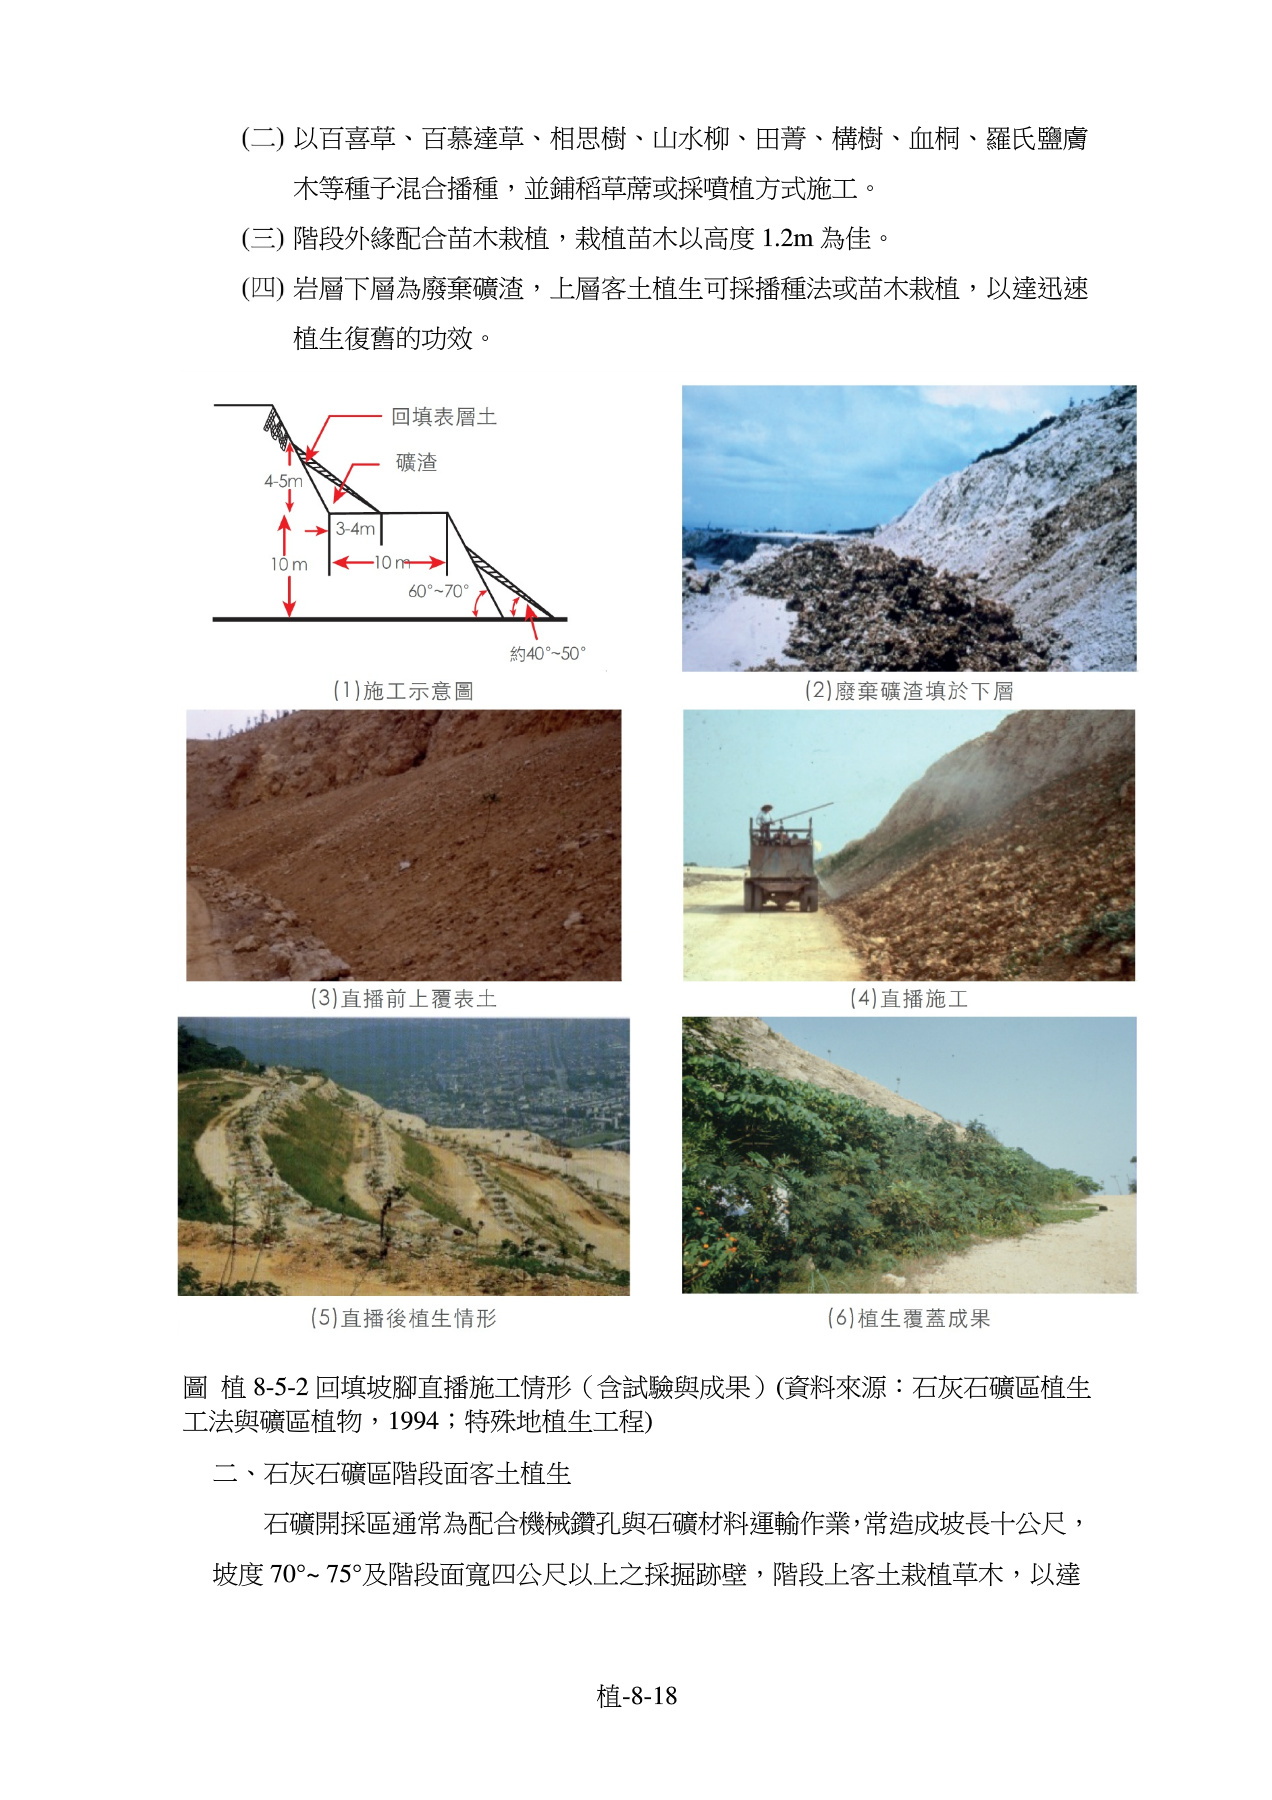 (二) 以百喜草、百慕達草、相思樹、山水柳、田菁、構樹、血桐、羅氏鹽膚
木等種子混合播種，並鋪稻草蓆或採噴植方式施工。
(三) 階段外緣配合苗木栽植，栽植苗木以高度 1.2m 為佳。
(四) 岩層下層為廢棄礦渣，上層客土植生可採播種法或苗木栽植，以達迅速
植生復舊的功效。
回填表層土
礦渣
4-5m
3-4m
10 m
10 m
60°~70°
約40°~50°
(1)施工示意圖
(2)廢棄礦渣填於下層
(3)直播前上覆表土
(4)直播施工
(5)直播後植生情形
(6)植生覆蓋成果
圖 植 8-5-2 回填坡腳直播施工情形（含試驗與成果）(資料來源：石灰石礦區植生
工法與礦區植物，1994；特殊地植生工程)
二、石灰石礦區階段面客土植生
石礦開採區通常為配合機械鑽孔與石礦材料運輸作業，常造成坡長十公尺，
坡度 70°~ 75°及階段面寬四公尺以上之採掘跡壁，階段上客土栽植草木，以達
植-8-18